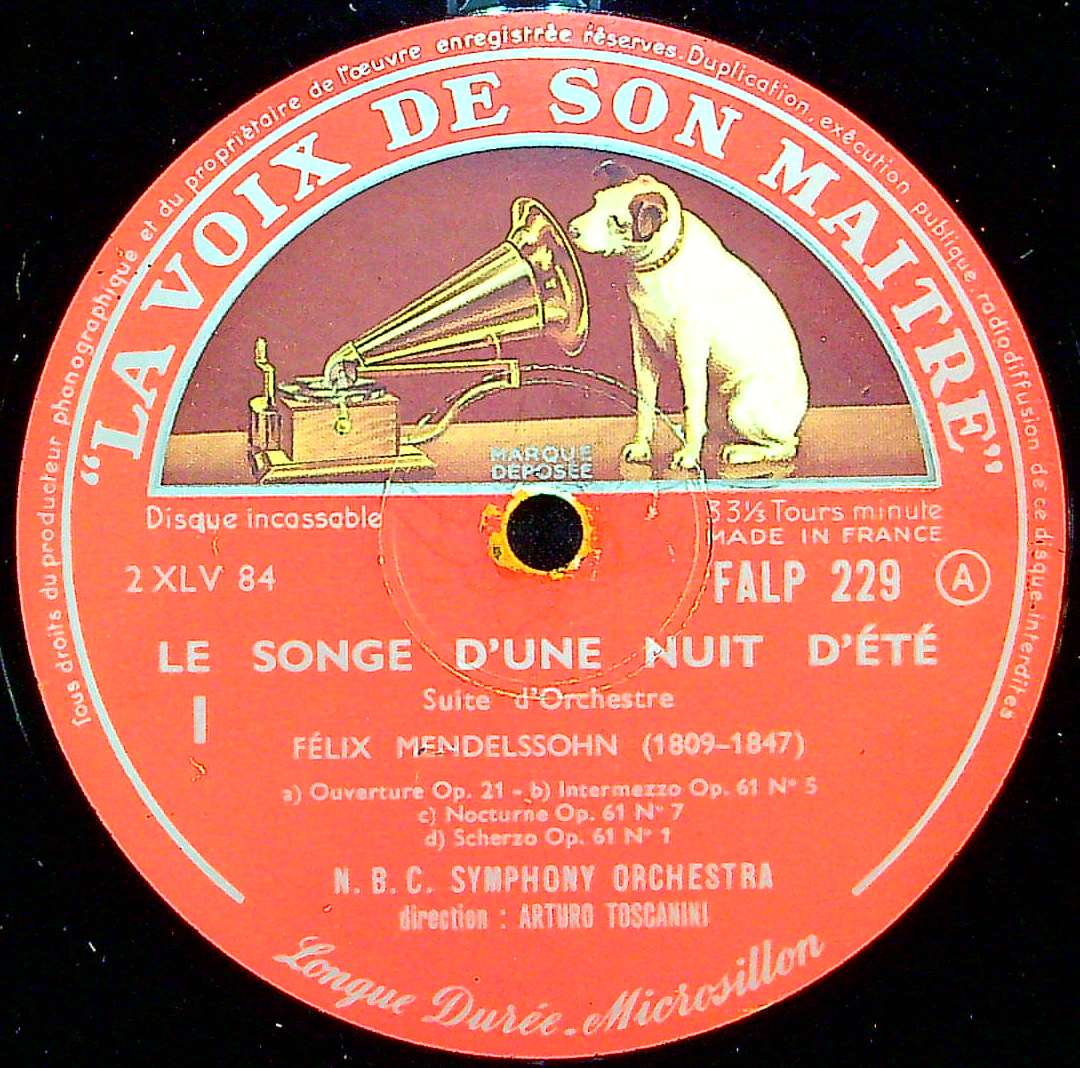 Tous droits du producteur phonographique et du propriétaire de l'œuvre enregistrée réservés. Duplication, exécution publique, radiodiffusion de ce disque interdites
“LA VOIX DE SON MAITRE”
MARQUE
DÉPOSÉE
Disque incassable 33⅓ Tours minute
MADE IN FRANCE
2 XLV 84 FALP 229 A
LE SONGE D'UNE NUIT D'ÉTÉ
I Suite d'Orchestre
FÉLIX MENDELSSOHN (1809–1847)
a) Ouverture Op. 21 - b) Intermezzo Op. 61 N° 5
c) Nocturne Op. 61 N° 7
d) Scherzo Op. 61 N° 1
N. B. C. SYMPHONY ORCHESTRA
direction : ARTURO TOSCANINI
Longue Durée - Microsillon